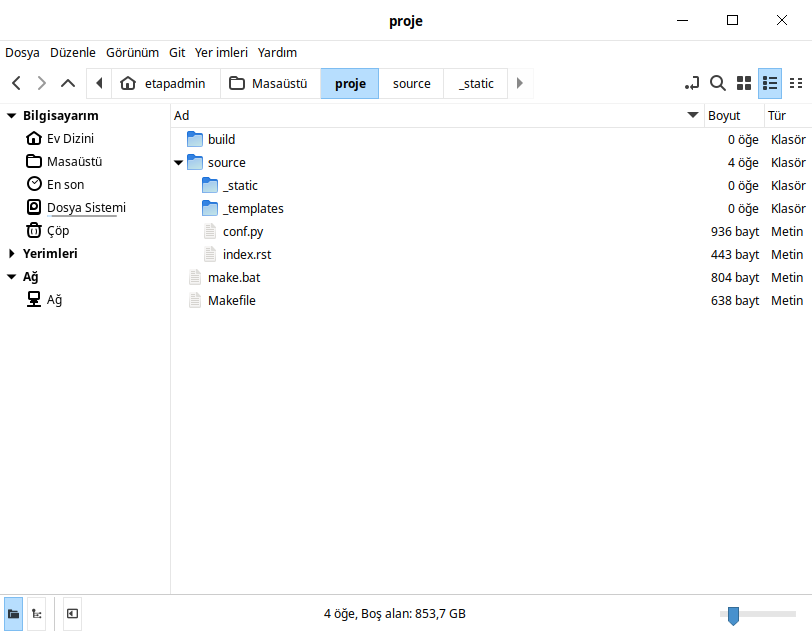 proje
Dosya Düzenle Görünüm Git Yer imleri Yardım
etapadmin Masaüstü proje source _static
Bilgisayarım
Ev Dizini
Masaüstü
En son
Dosya Sistemi
Çöp
Yerimleri
Ağ
Ağ
Ad Boyut Tür
build 0 öğe Klasör
source 4 öğe Klasör
_static 0 öğe Klasör
_templates 0 öğe Klasör
conf.py 936 bayt Metin
index.rst 443 bayt Metin
make.bat 804 bayt Metin
Makefile 638 bayt Metin
4 öğe, Boş alan: 853,7 GB